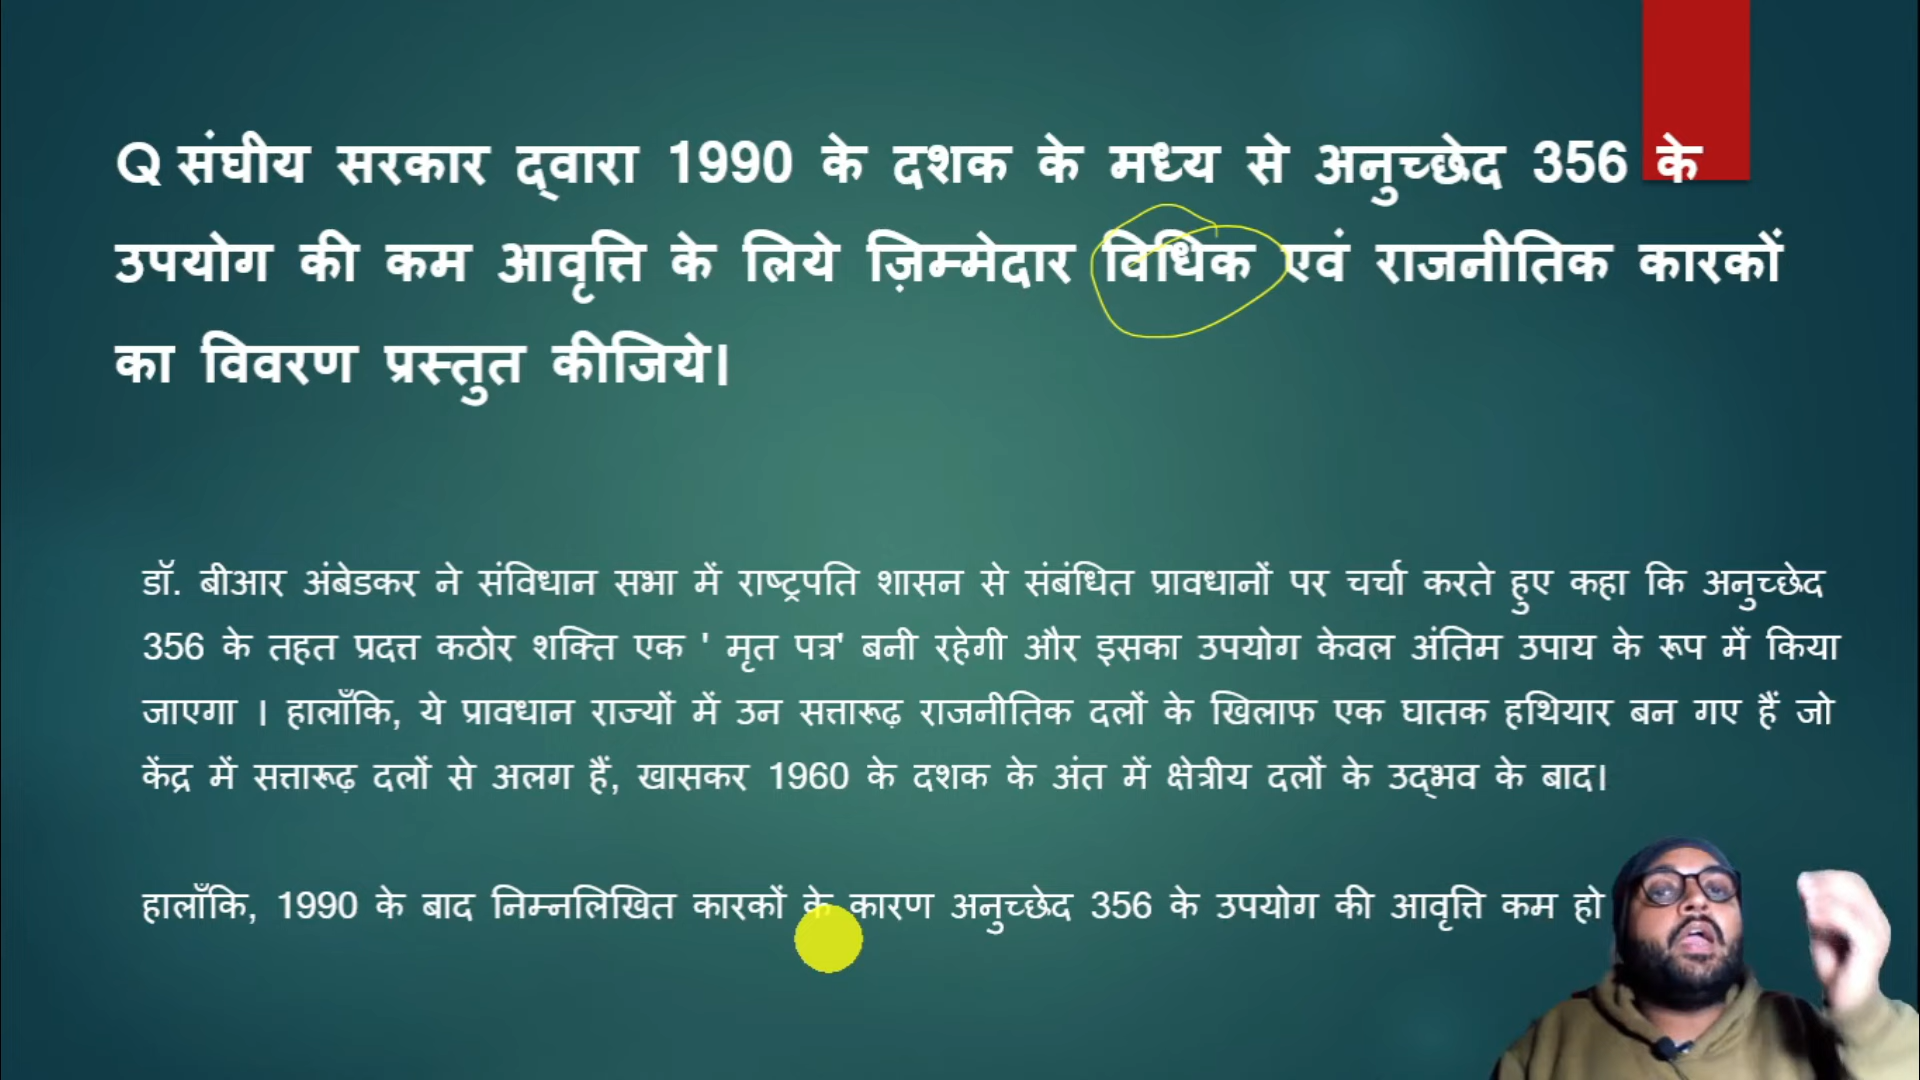 Q संघीय सरकार द्वारा 1990 के दशक के मध्य से अनुच्छेद 356 के
उपयोग की कम आवृत्ति के लिये ज़िम्मेदार विधिक एवं राजनीतिक कारकों
का विवरण प्रस्तुत कीजिये।
डॉ. बीआर अंबेडकर ने संविधान सभा में राष्ट्रपति शासन से संबंधित प्रावधानों पर चर्चा करते हुए कहा कि अनुच्छेद
356 के तहत प्रदत्त कठोर शक्ति एक ' मृत पत्र' बनी रहेगी और इसका उपयोग केवल अंतिम उपाय के रूप में किया
जाएगा । हालाँकि, ये प्रावधान राज्यों में उन सत्तारूढ़ राजनीतिक दलों के खिलाफ एक घातक हथियार बन गए हैं जो
केंद्र में सत्तारूढ़ दलों से अलग हैं, खासकर 1960 के दशक के अंत में क्षेत्रीय दलों के उद्भव के बाद।
हालाँकि, 1990 के बाद निम्नलिखित कारकों के कारण अनुच्छेद 356 के उपयोग की आवृत्ति कम हो